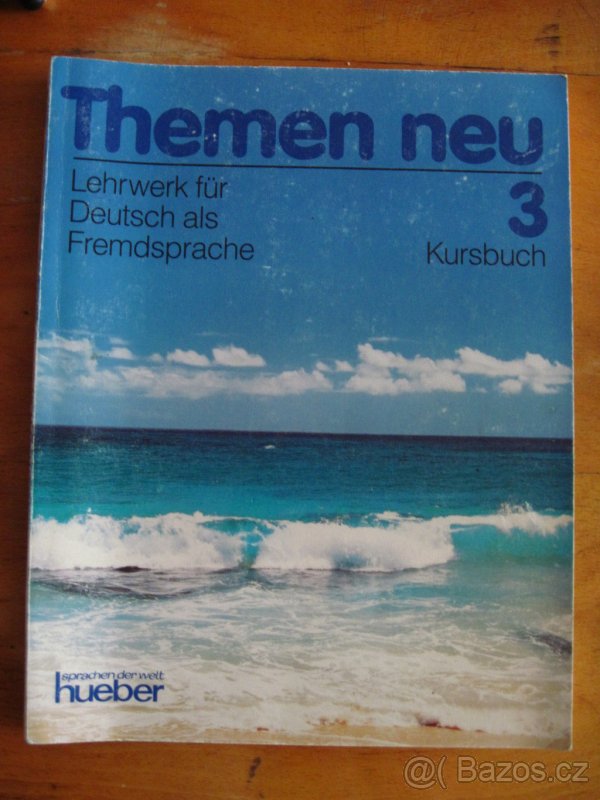 Themen neu
Lehrwerk für
Deutsch als
Fremdsprache
3
Kursbuch
sprachen der welt
hueber
@( Bazos.cz